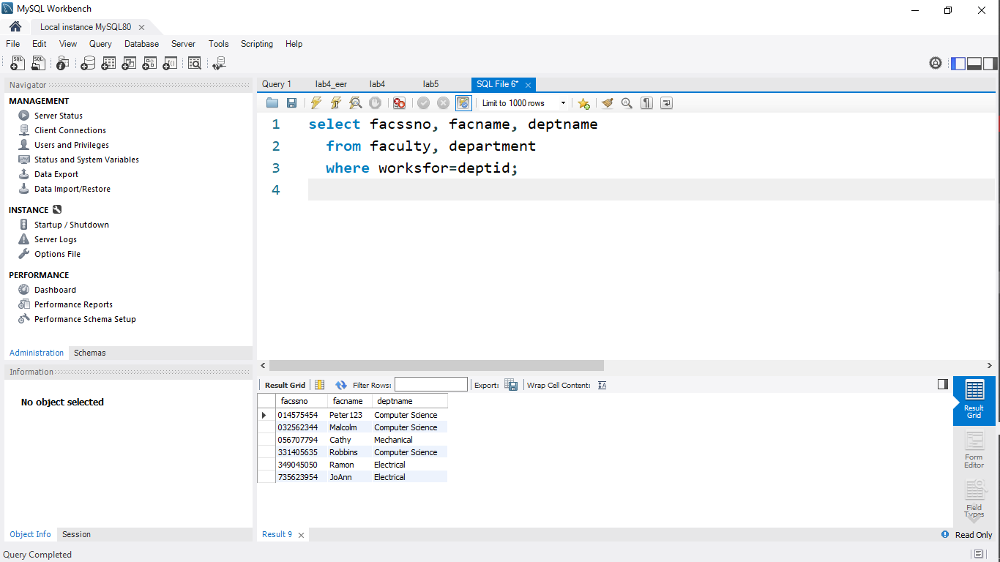 MySQL Workbench
Local instance MySQL80
File Edit View Query Database Server Tools Scripting Help
Navigator
MANAGEMENT
Server Status
Client Connections
Users and Privileges
Status and System Variables
Data Export
Data Import/Restore
INSTANCE
Startup / Shutdown
Server Logs
Options File
PERFORMANCE
Dashboard
Performance Reports
Performance Schema Setup
Administration Schemas
Information
No object selected
Object Info Session
Query 1 lab4_eer lab4 lab5 SQL File 6*
Limit to 1000 rows
1 select facssno, facname, deptname
2 from faculty, department
3 where worksfor=deptid;
4
Result Grid Filter Rows: Export: Wrap Cell Content:
facssno facname deptname
014575454 Peter123 Computer Science
032562344 Malcolm Computer Science
056707794 Cathy Mechanical
331405635 Robbins Computer Science
349045050 Ramon Electrical
735623954 JoAnn Electrical
Result
Grid
Form
Editor
Field
Types
Result 9
Read Only
Query Completed